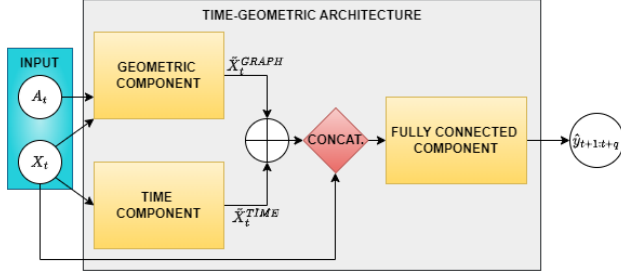 TIME-GEOMETRIC ARCHITECTURE
INPUT
A_t
X_t
GEOMETRIC
COMPONENT
X̃_t^{GRAPH}
TIME
COMPONENT
X̃_t^{TIME}
CONCAT.
FULLY CONNECTED
COMPONENT
ŷ_{t+1:t+q}